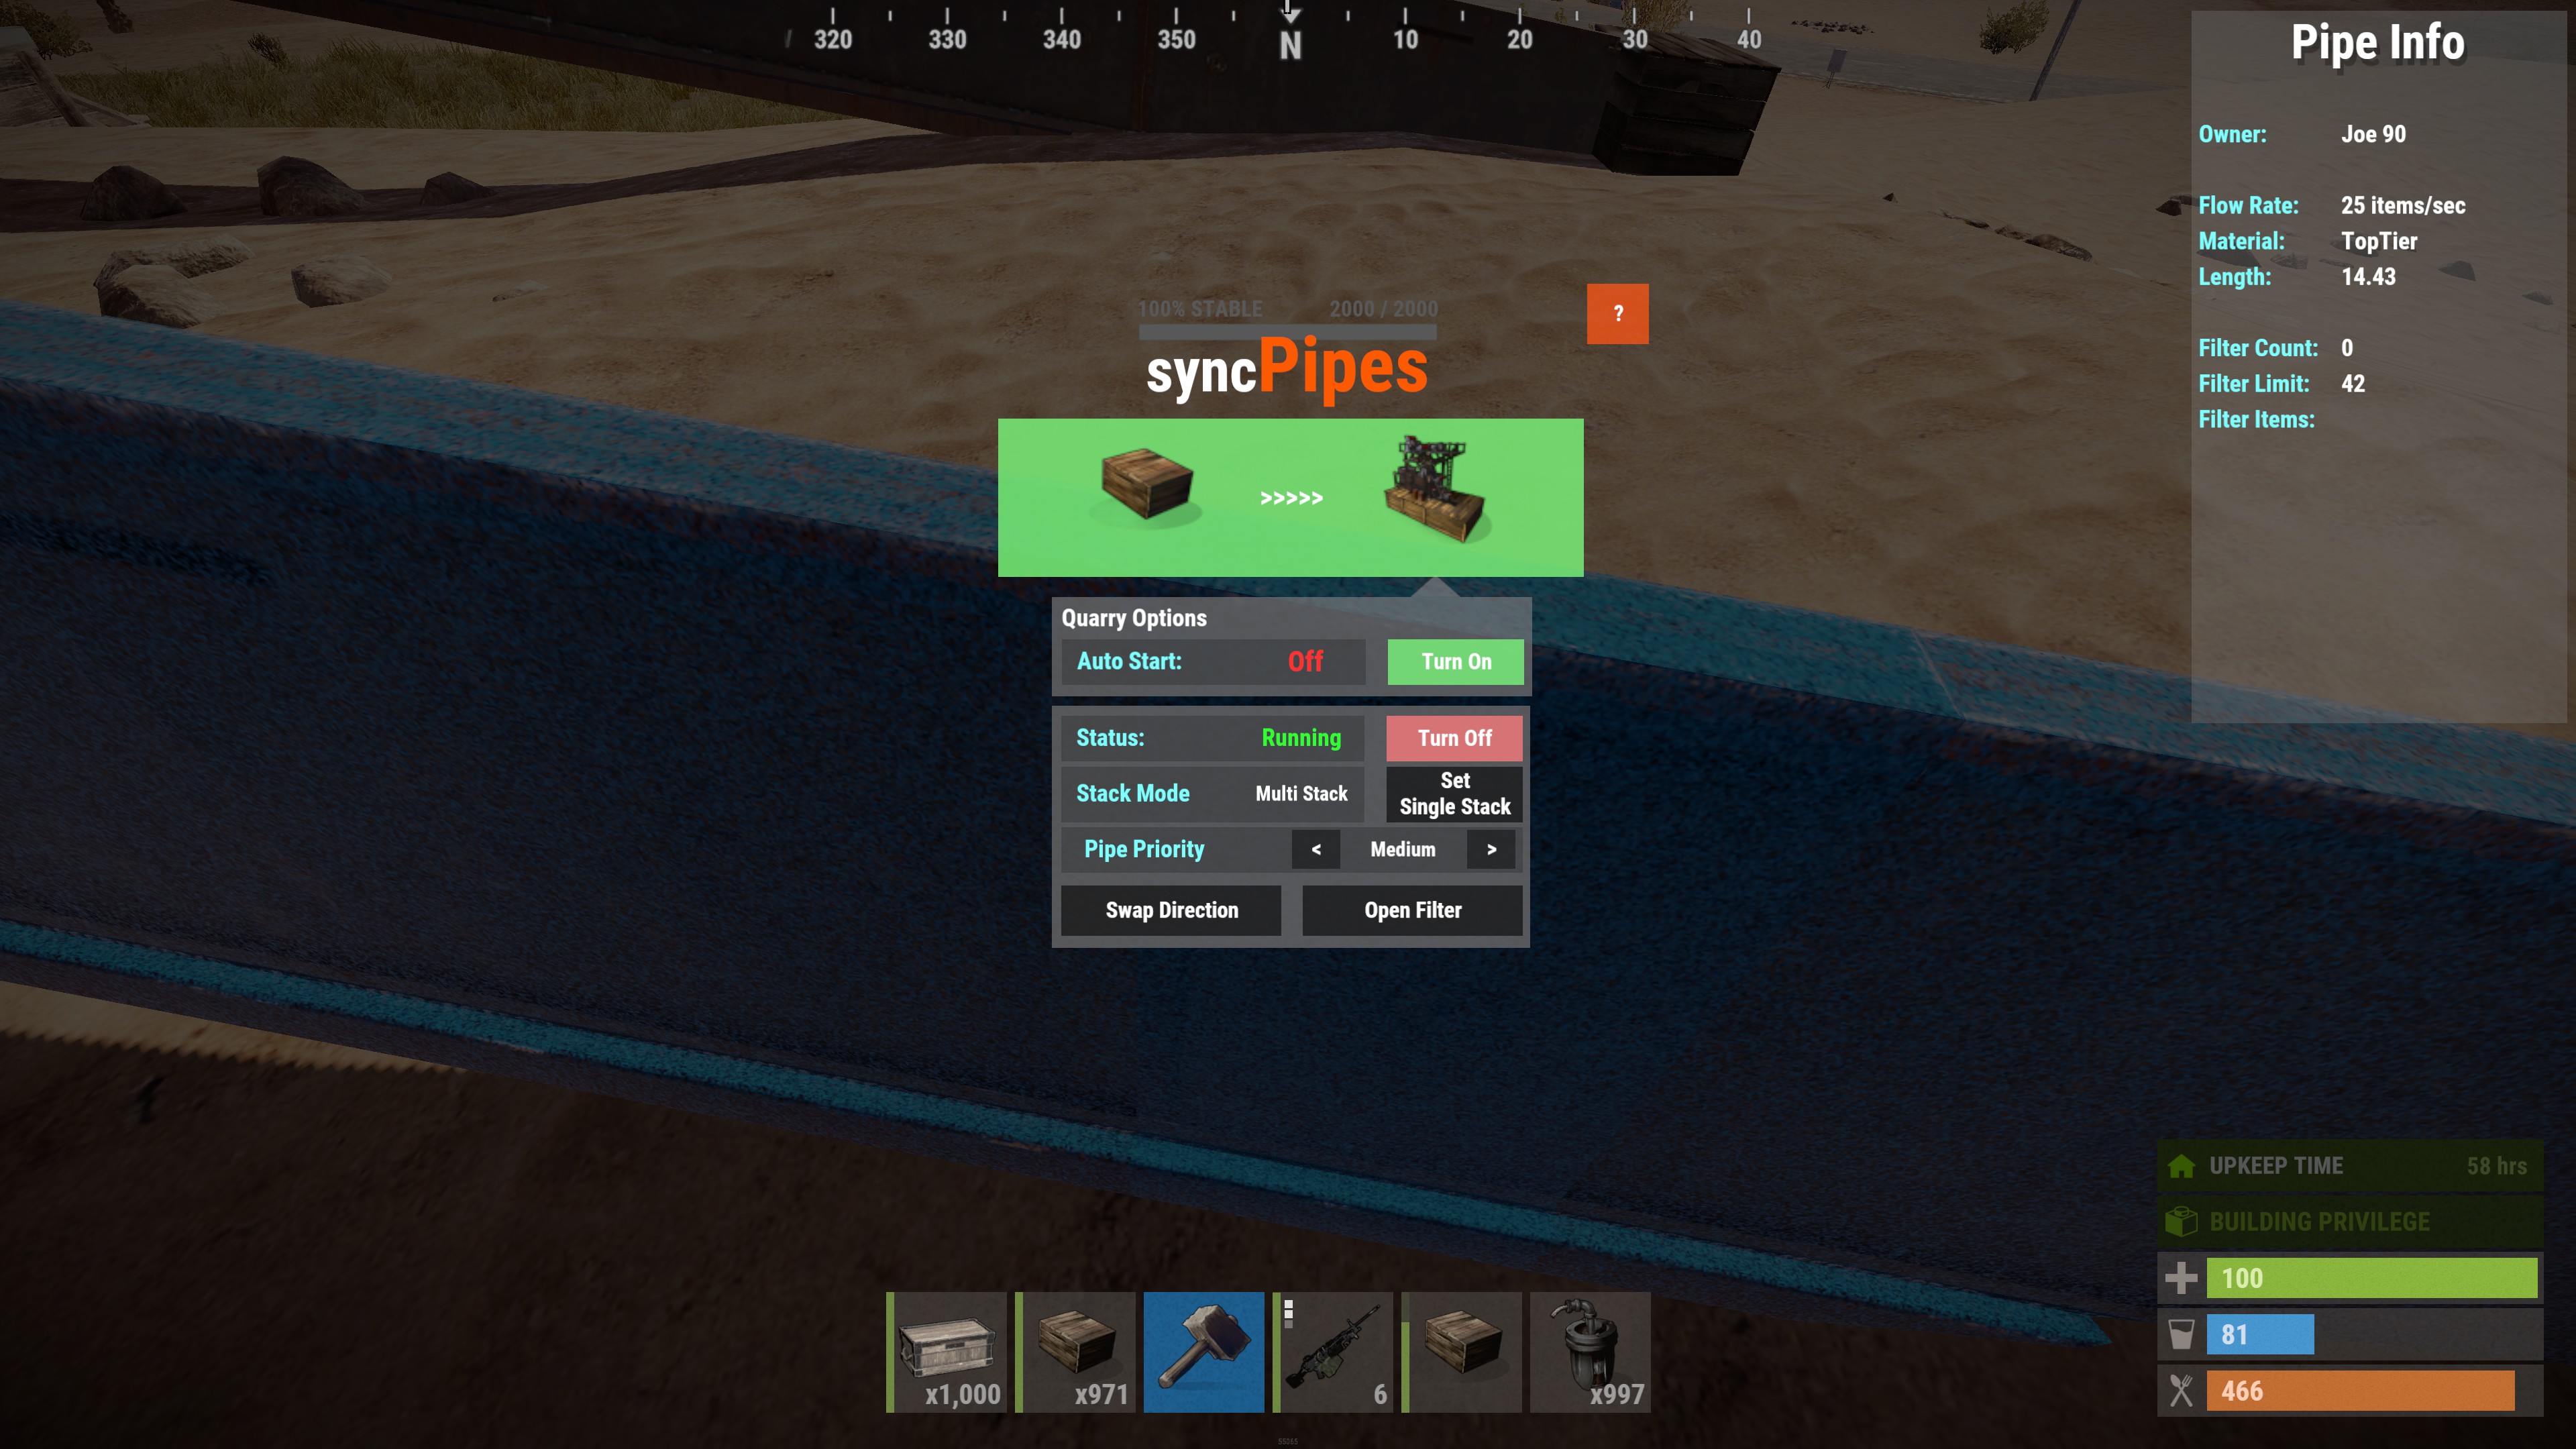 320 330 340 350 N 10 20 30 40
Pipe Info
Owner: Joe 90
Flow Rate: 25 items/sec
Material: TopTier
Length: 14.43
Filter Count: 0
Filter Limit: 42
Filter Items:
100% STABLE 2000 / 2000
?
syncPipes
>>>>>
Quarry Options
Auto Start: Off Turn On
Status: Running Turn Off
Stack Mode Multi Stack Set
Single Stack
Pipe Priority < Medium >
Swap Direction Open Filter
UPKEEP TIME 58 hrs
BUILDING PRIVILEGE
100
81
466
x1,000 x971 6 x997